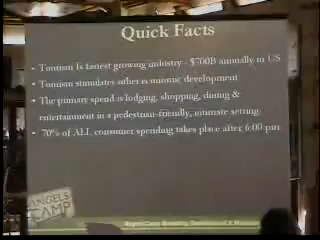 Quick Facts
• Tourism Is fastest growing industry - $700B annually in US
• Tourism stimulates other economic development
• The primary spend is lodging, shopping, dining &
entertainment in a pedestrian-friendly, intimate setting.
• 70% of ALL consumer spending takes place after 6:00 pm
ANGELS
CAMP